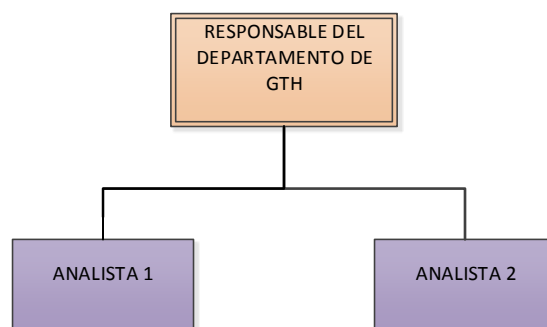 RESPONSABLE DEL
DEPARTAMENTO DE
GTH
ANALISTA 1
ANALISTA 2